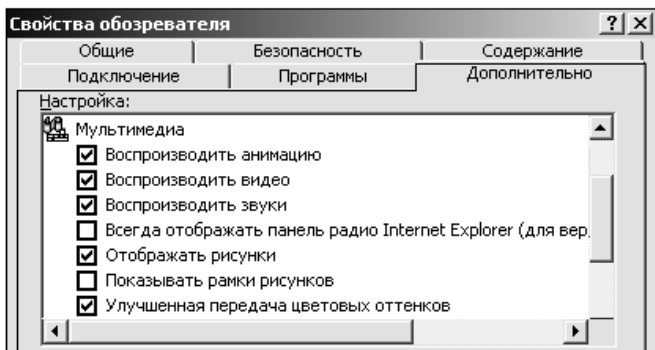 Свойства обозревателя
Общие Безопасность Содержание
Подключение Программы Дополнительно
Настройка:
Мультимедиа
Воспроизводить анимацию
Воспроизводить видео
Воспроизводить звуки
Всегда отображать панель радио Internet Explorer (для вер
Отображать рисунки
Показывать рамки рисунков
Улучшенная передача цветовых оттенков